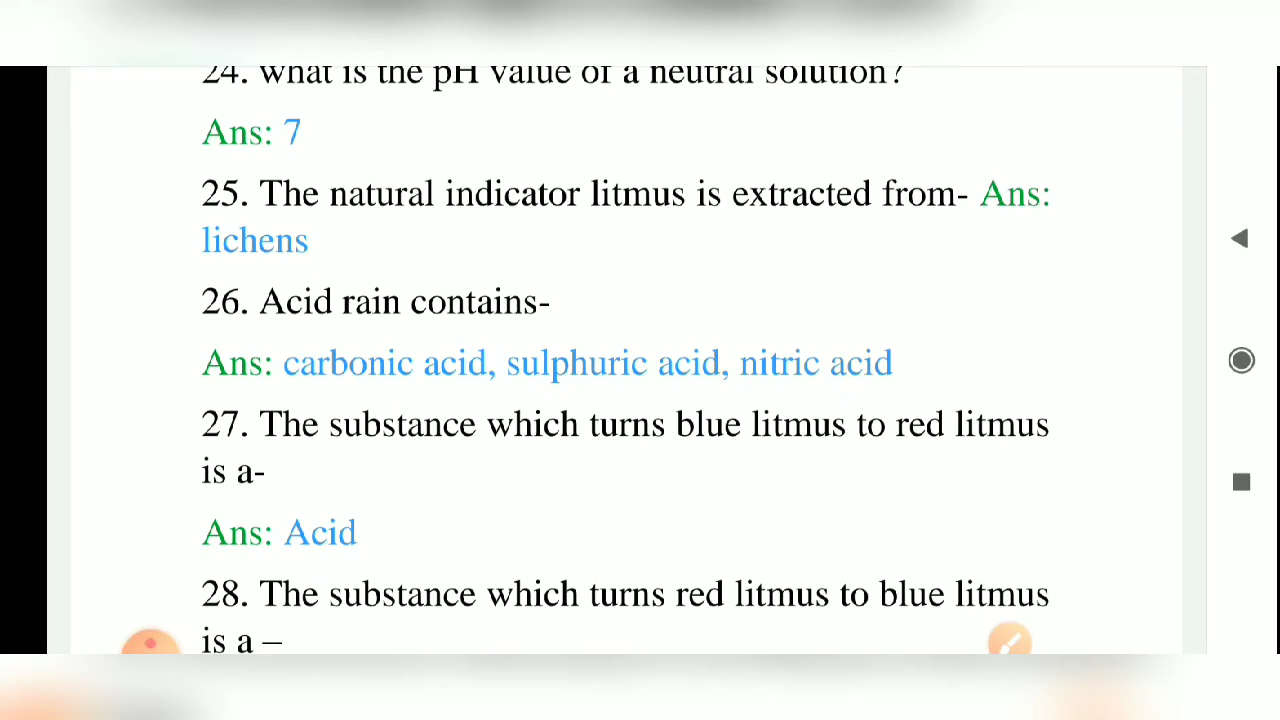 24. what is the pH value of a neutral solution?
Ans: 7
25. The natural indicator litmus is extracted from- Ans:
lichens
26. Acid rain contains-
Ans: carbonic acid, sulphuric acid, nitric acid
27. The substance which turns blue litmus to red litmus
is a-
Ans: Acid
28. The substance which turns red litmus to blue litmus
is a –